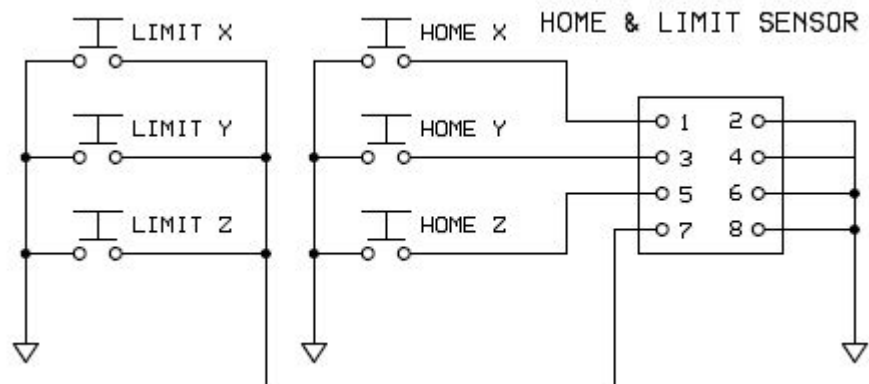 HOME & LIMIT SENSOR
LIMIT X
HOME X
LIMIT Y
HOME Y
LIMIT Z
HOME Z
1 2
3 4
5 6
7 8